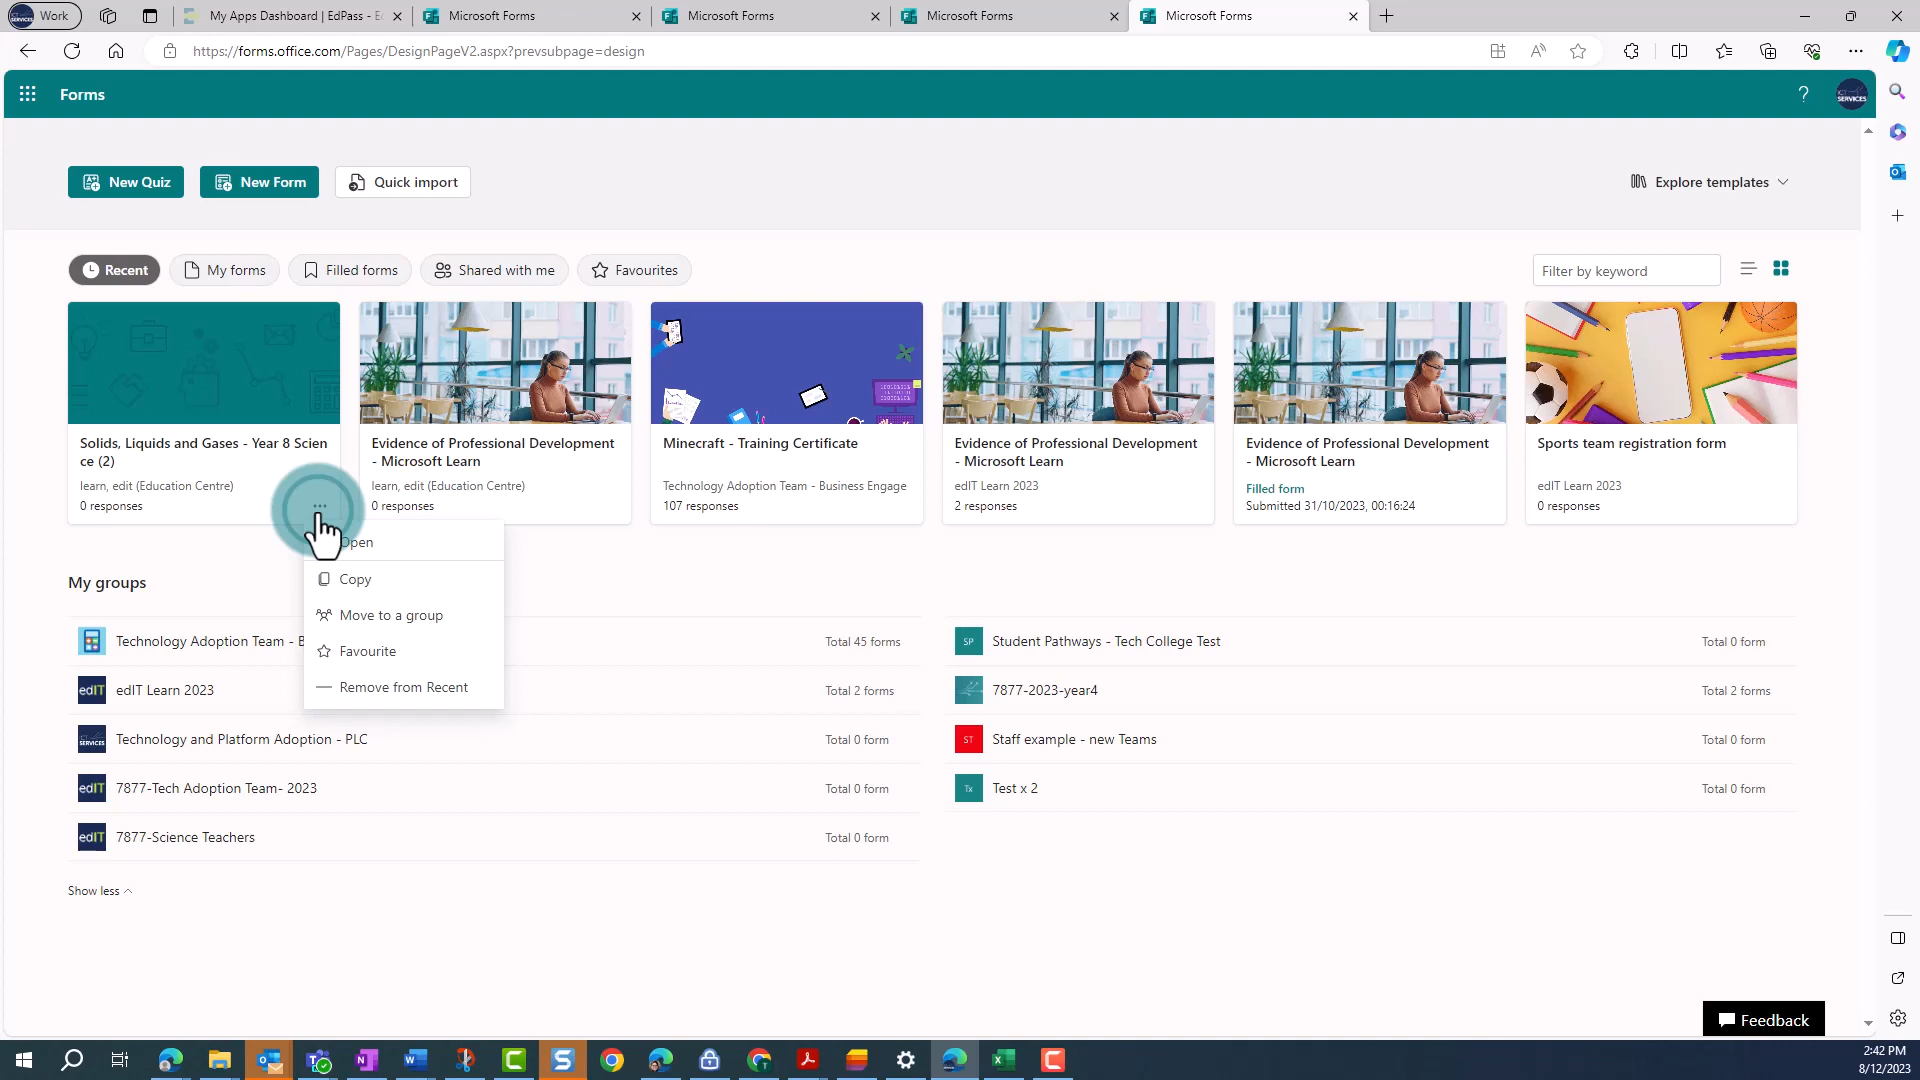 Work
My Apps Dashboard | EdPass - E
Microsoft Forms
Microsoft Forms
Microsoft Forms
Microsoft Forms
https://forms.office.com/Pages/DesignPageV2.aspx?prevsubpage=design
Forms
?
SERVICES
New Quiz
New Form
Quick import
Explore templates
Recent
My forms
Filled forms
Shared with me
Favourites
Filter by keyword
Solids, Liquids and Gases - Year 8 Scien
ce (2)
learn, edit (Education Centre)
0 responses
Evidence of Professional Development
- Microsoft Learn
learn, edit (Education Centre)
0 responses
Minecraft - Training Certificate
Technology Adoption Team - Business Engage
107 responses
Evidence of Professional Development
- Microsoft Learn
edIT Learn 2023
2 responses
Evidence of Professional Development
- Microsoft Learn
Filled form
Submitted 31/10/2023, 00:16:24
Sports team registration form
edIT Learn 2023
0 responses
Open
Copy
Move to a group
Favourite
Remove from Recent
My groups
Technology Adoption Team - B
Total 45 forms
edIT
edIT Learn 2023
Total 2 forms
SERVICES
Technology and Platform Adoption - PLC
Total 0 form
edIT
7877-Tech Adoption Team- 2023
Total 0 form
edIT
7877-Science Teachers
Total 0 form
SP
Student Pathways - Tech College Test
Total 0 form
7877-2023-year4
Total 2 forms
ST
Staff example - new Teams
Total 0 form
Tx
Test x 2
Total 0 form
Show less
Feedback
2:42 PM
8/12/2023